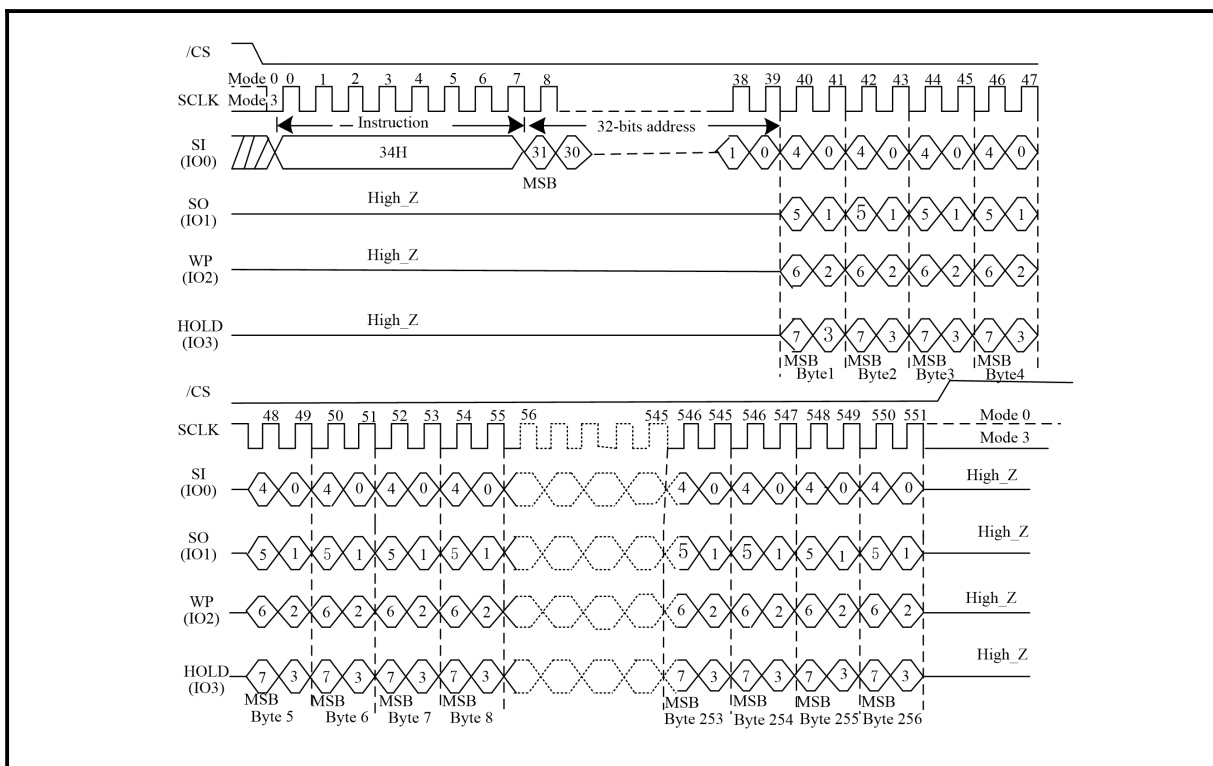 /CS
Mode 0 0 1 2 3 4 5 6 7 8 38 39 40 41 42 43 44 45 46 47
SCLK Mode 3
Instruction 32-bits address
SI (IO0) 34H 31 30 1 0 4 0 4 0 4 0 4 0
MSB
SO (IO1) High_Z 5 1 5 1 5 1 5 1
WP (IO2) High_Z 6 2 6 2 6 2 6 2
HOLD (IO3) High_Z 7 3 7 3 7 3 7 3
MSB MSB MSB MSB
Byte1 Byte2 Byte3 Byte4
/CS
48 49 50 51 52 53 54 55 56 545 546 545 546 547 548 549 550 551 Mode 0
SCLK Mode 3
SI (IO0) 4 0 4 0 4 0 4 0 4 0 4 0 4 0 4 0 High_Z
SO (IO1) 5 1 5 1 5 1 5 1 5 1 5 1 5 1 5 1 High_Z
WP (IO2) 6 2 6 2 6 2 6 2 6 2 6 2 6 2 6 2 High_Z
HOLD (IO3) 7 3 7 3 7 3 7 3 7 3 7 3 7 3 7 3 High_Z
MSB MSB MSB MSB MSB MSB MSB MSB
Byte 5 Byte 6 Byte 7 Byte 8 Byte 253 Byte 254 Byte 255 Byte 256